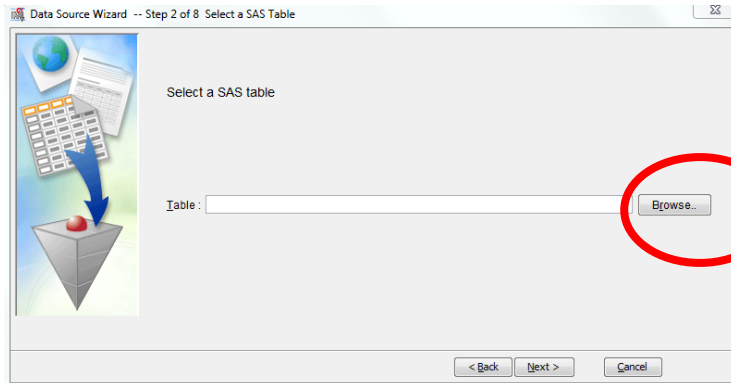 Data Source Wizard -- Step 2 of 8 Select a SAS Table
Select a SAS table
Table : Browse..
< Back Next > Cancel